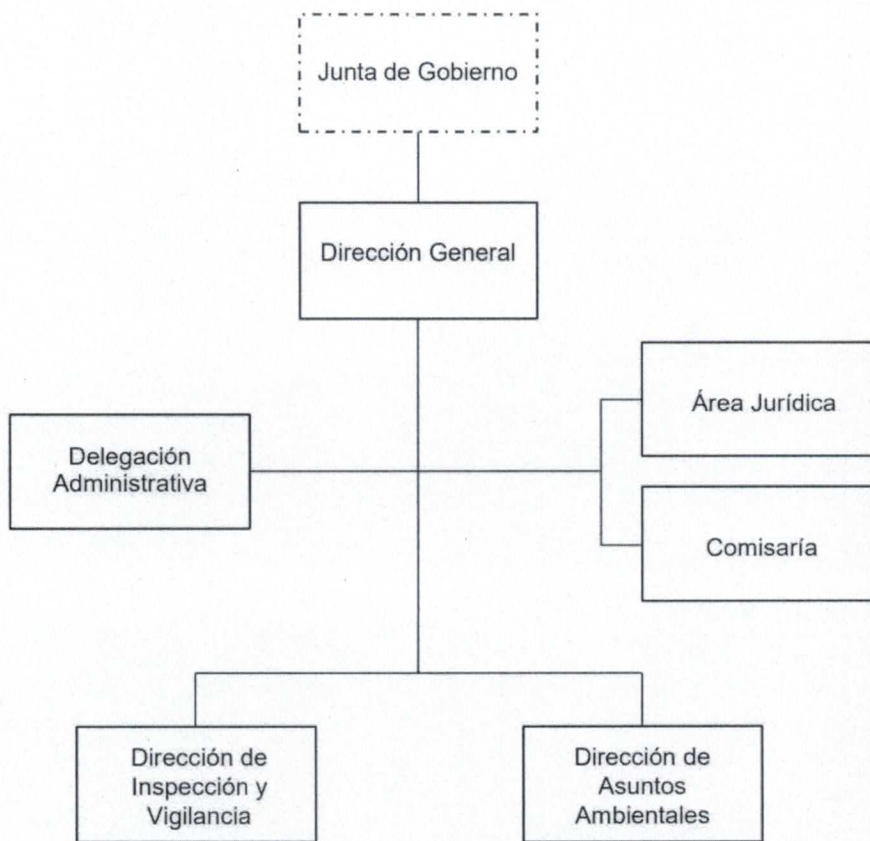 Junta de Gobierno
Dirección General
Área Jurídica
Delegación
Administrativa
Comisaría
Dirección de
Inspección y
Vigilancia
Dirección de
Asuntos
Ambientales